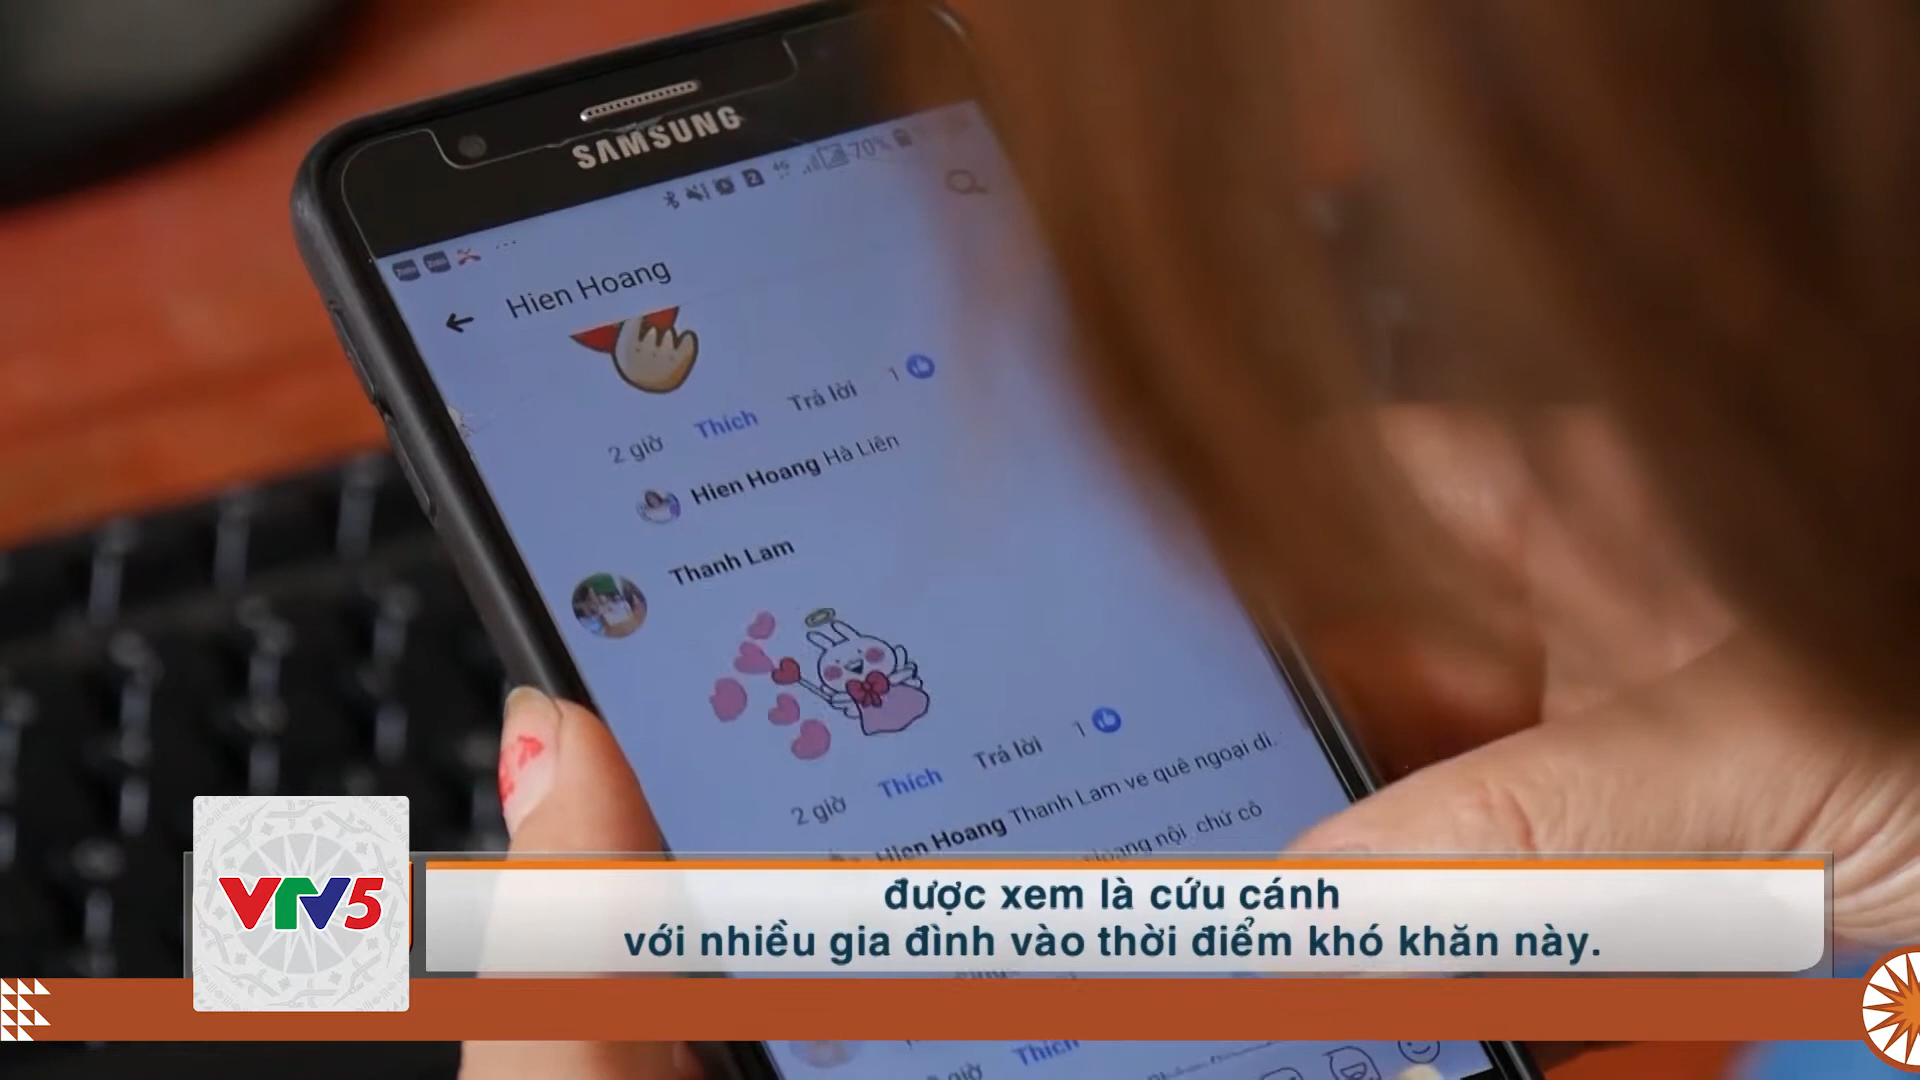 SAMSUNG
70%
Hien Hoang
2 giờ Thích Trả lời 1
Hien Hoang Hà Liên
Thanh Lam
2 giờ Thích Trả lời 1
Hien Hoang Thanh Lam ve quê ngoại di.
nội chứ cô
được xem là cứu cánh
với nhiều gia đình vào thời điểm khó khăn này.
VTV5
giờ Thích